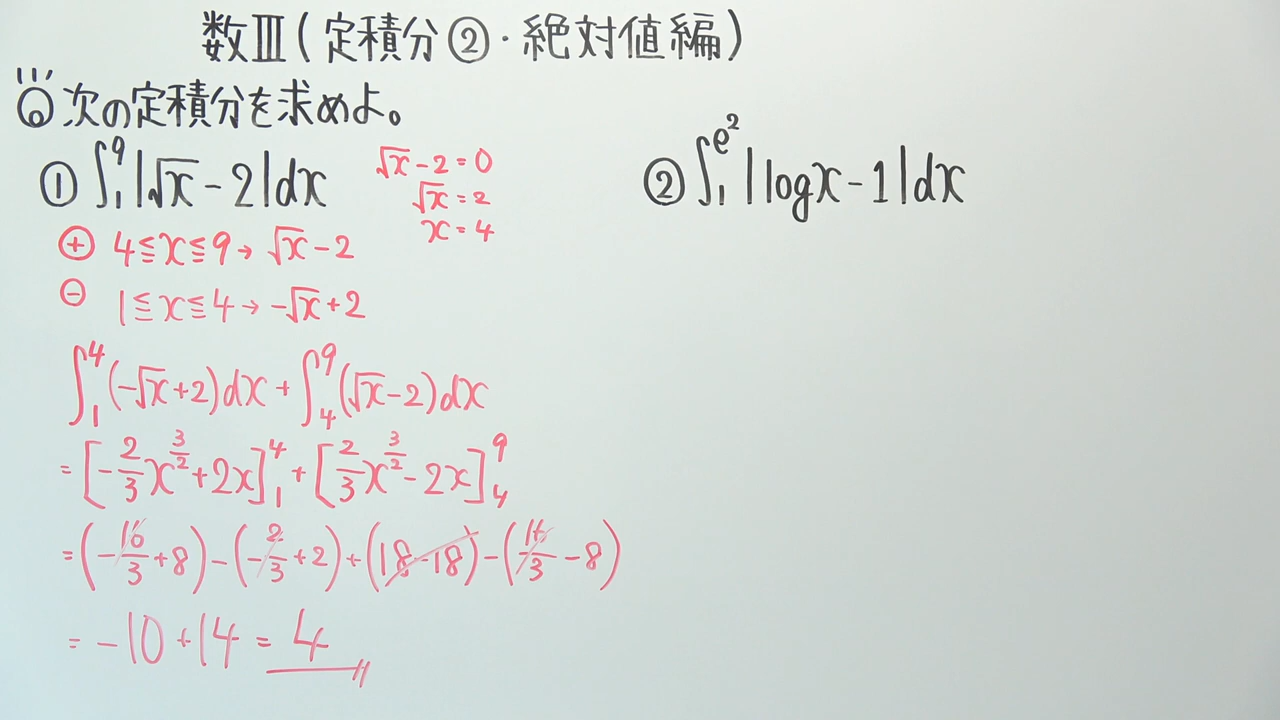 数Ⅲ(定積分②・絶対値編)
Q 次の定積分を求めよ。
① ∫₁⁹|√x-2|dx
√x-2=0
√x=2
x=4
⊕ 4≦x≦9→√x-2
⊖ 1≦x≦4→-√x+2
∫₁⁴(-√x+2)dx+∫₄⁹(√x-2)dx
=[-2/3 x^(3/2)+2x]₁⁴+[2/3 x^(3/2)-2x]₄⁹
=(-16/3+8)-(-2/3+2)+(18-18)-(16/3-8)
=-10+14=4
② ∫₁^(e²)|logx-1|dx